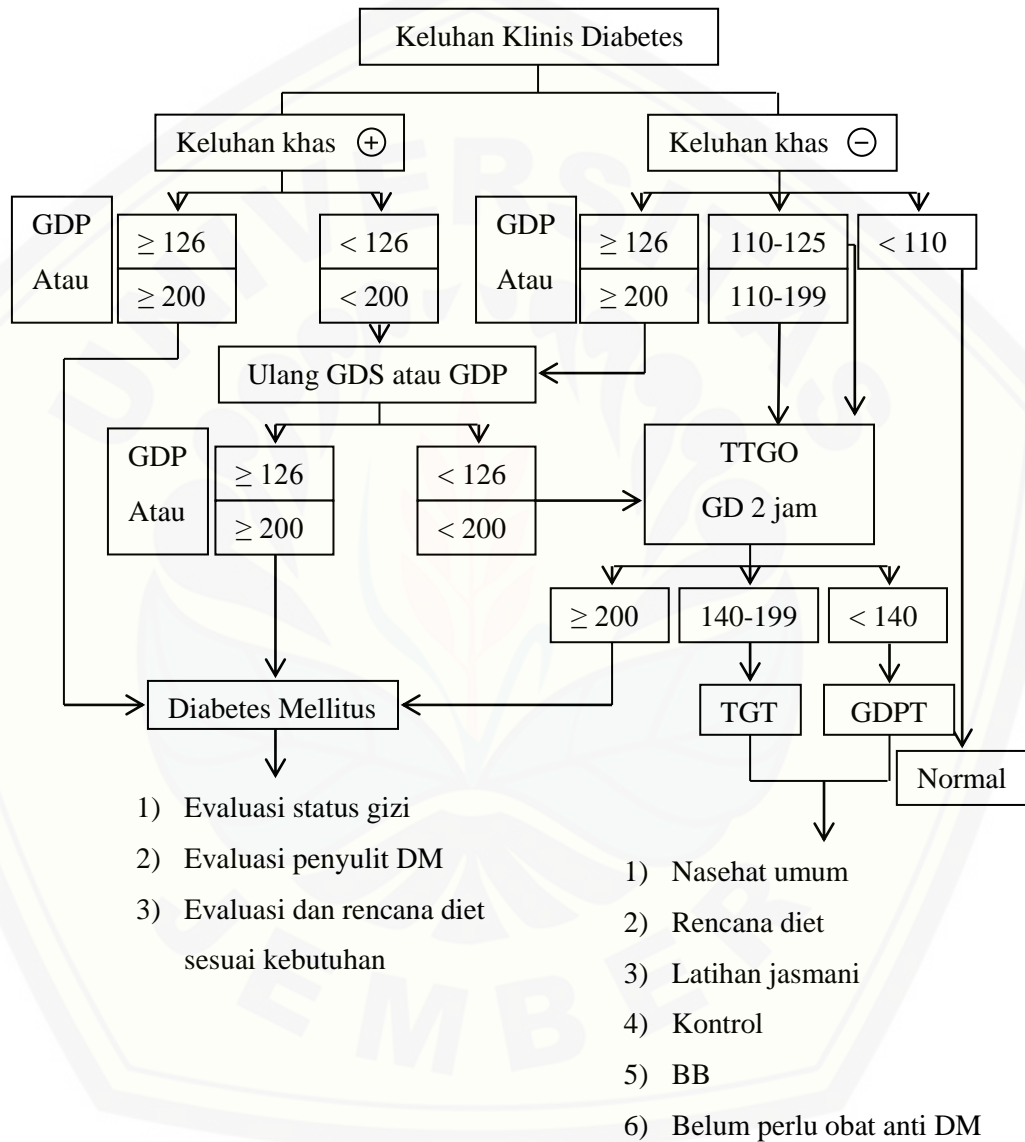 Keluhan Klinis Diabetes
Keluhan khas ⊕
Keluhan khas ⊖
GDP
Atau
≥ 126
≥ 200
< 126
< 200
GDP
Atau
≥ 126
≥ 200
110-125
110-199
< 110
Ulang GDS atau GDP
GDP
Atau
≥ 126
≥ 200
< 126
< 200
TTGO
GD 2 jam
≥ 200
140-199
< 140
Diabetes Mellitus
TGT
GDPT
Normal
1) Evaluasi status gizi
2) Evaluasi penyulit DM
3) Evaluasi dan rencana diet
sesuai kebutuhan
1) Nasehat umum
2) Rencana diet
3) Latihan jasmani
4) Kontrol
5) BB
6) Belum perlu obat anti DM
UNIVERSITAS
JEMBER